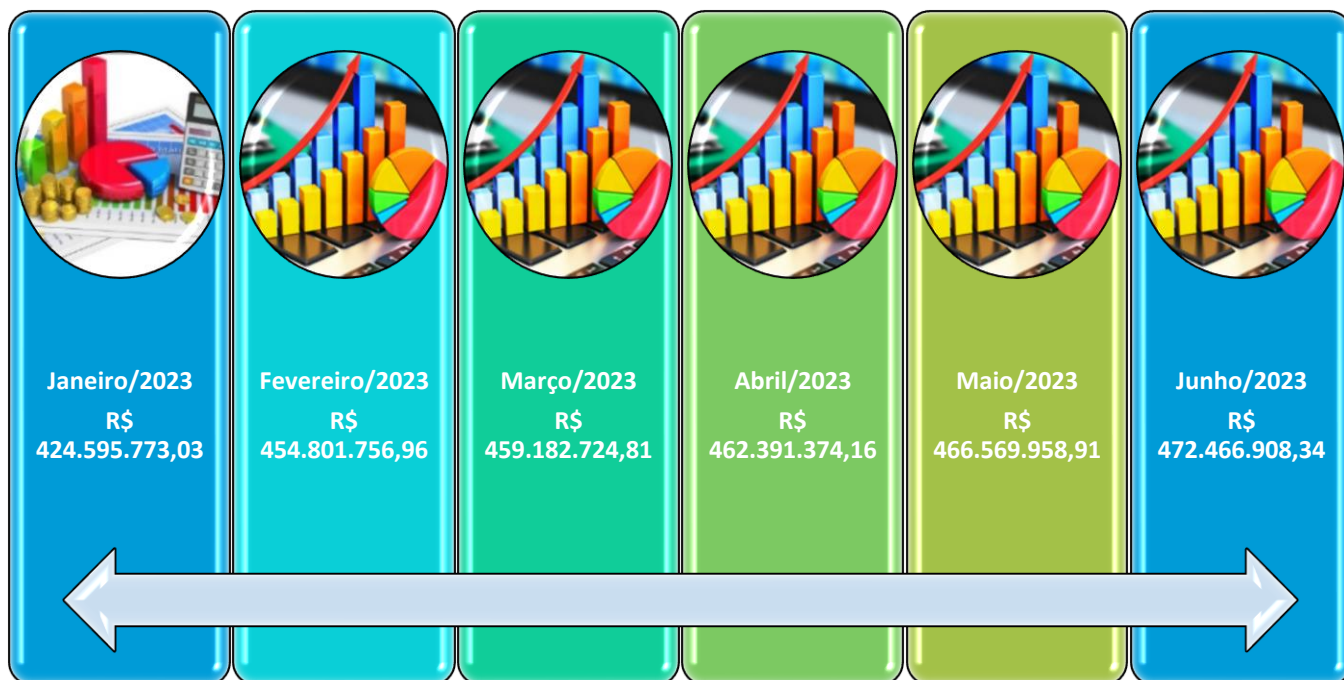 Janeiro/2023
R$
424.595.773,03
Fevereiro/2023
R$
454.801.756,96
Março/2023
R$
459.182.724,81
Abril/2023
R$
462.391.374,16
Maio/2023
R$
466.569.958,91
Junho/2023
R$
472.466.908,34